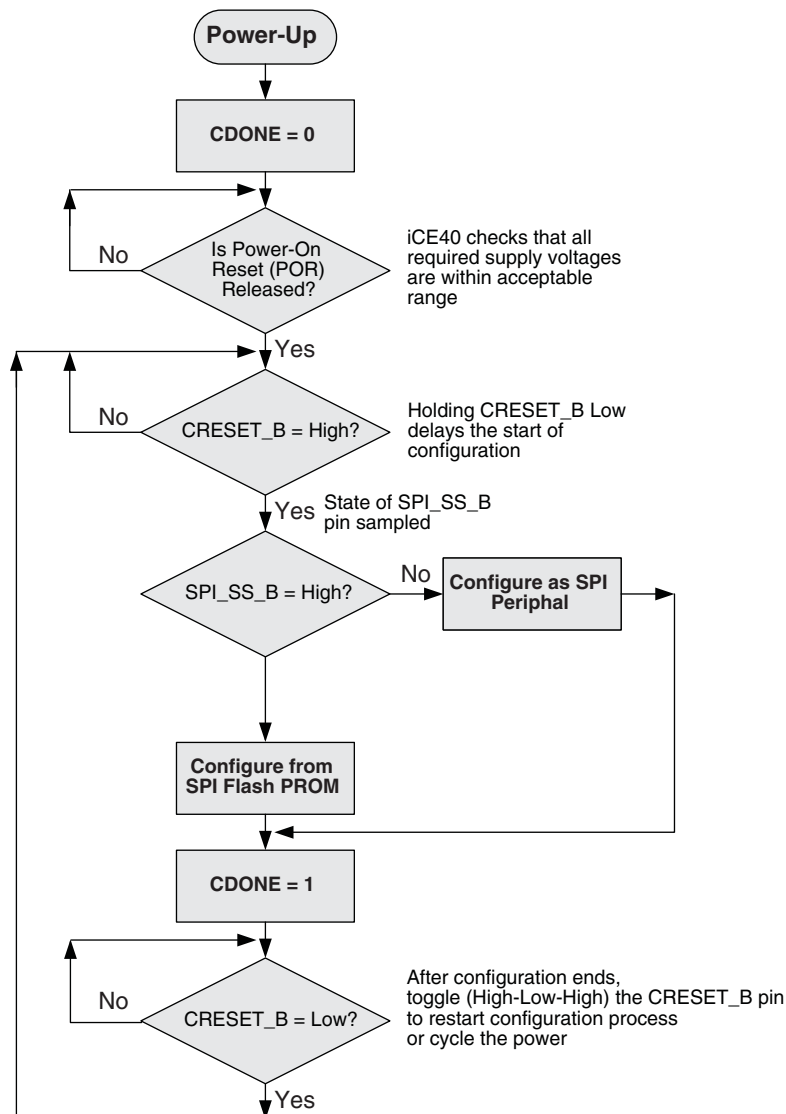 Power-Up
CDONE = 0
No
Is Power-On
Reset (POR)
Released?
iCE40 checks that all
required supply voltages
are within acceptable
range
Yes
No
CRESET_B = High?
Holding CRESET_B Low
delays the start of
configuration
Yes
State of SPI_SS_B
pin sampled
SPI_SS_B = High?
No
Configure as SPI
Periphal
Configure from
SPI Flash PROM
CDONE = 1
No
CRESET_B = Low?
After configuration ends,
toggle (High-Low-High) the CRESET_B pin
to restart configuration process
or cycle the power
Yes